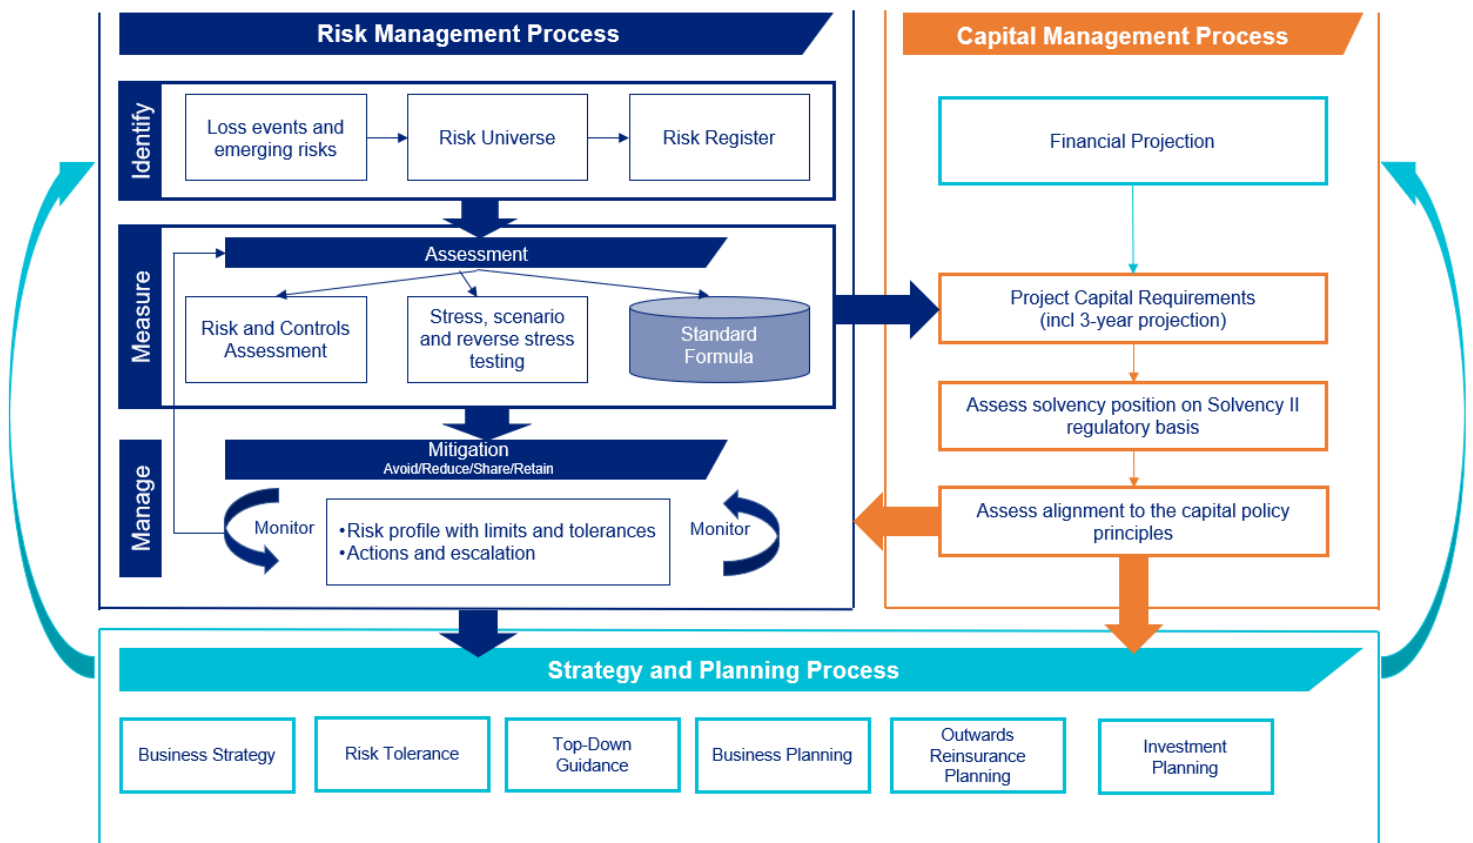 Risk Management Process
Capital Management Process
Identify
Loss events and
emerging risks
Risk Universe
Risk Register
Financial Projection
Measure
Assessment
Risk and Controls
Assessment
Stress, scenario
and reverse stress
testing
Standard
Formula
Project Capital Requirements
(incl 3-year projection)
Assess solvency position on Solvency II
regulatory basis
Manage
Mitigation
Avoid/Reduce/Share/Retain
Monitor
•Risk profile with limits and tolerances
•Actions and escalation
Monitor
Assess alignment to the capital policy
principles
Strategy and Planning Process
Business Strategy
Risk Tolerance
Top-Down
Guidance
Business Planning
Outwards
Reinsurance
Planning
Investment
Planning